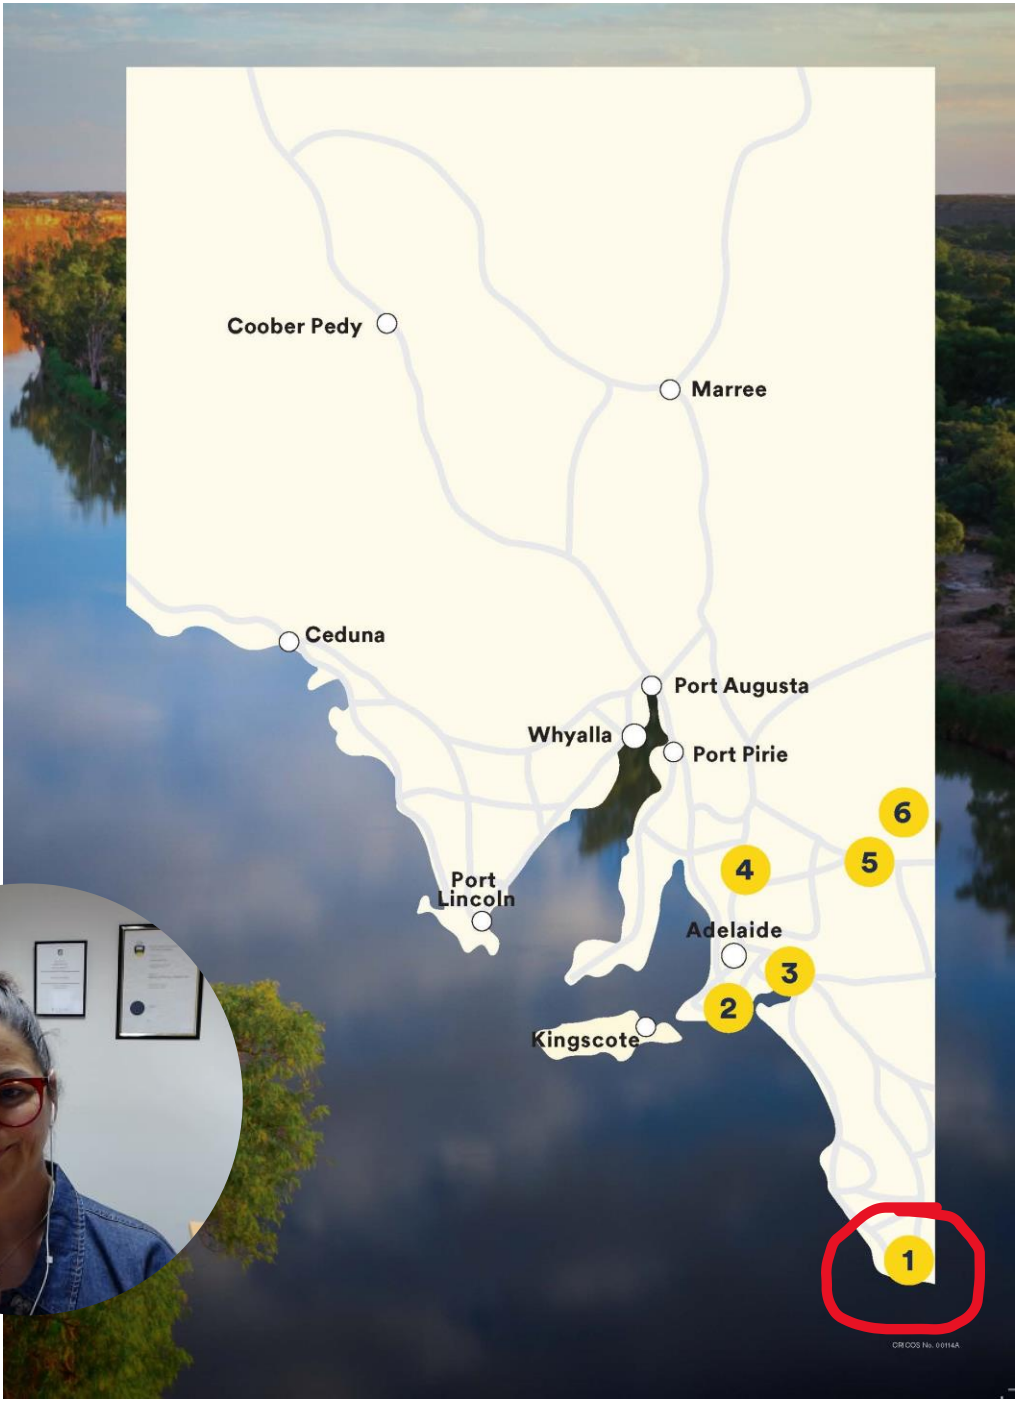 Coober Pedy
Marree
Ceduna
Port Augusta
Whyalla
Port Pirie
6
5
4
Port
Lincoln
Adelaide
3
2
Kingscote
1
CRICOS No. 00114A